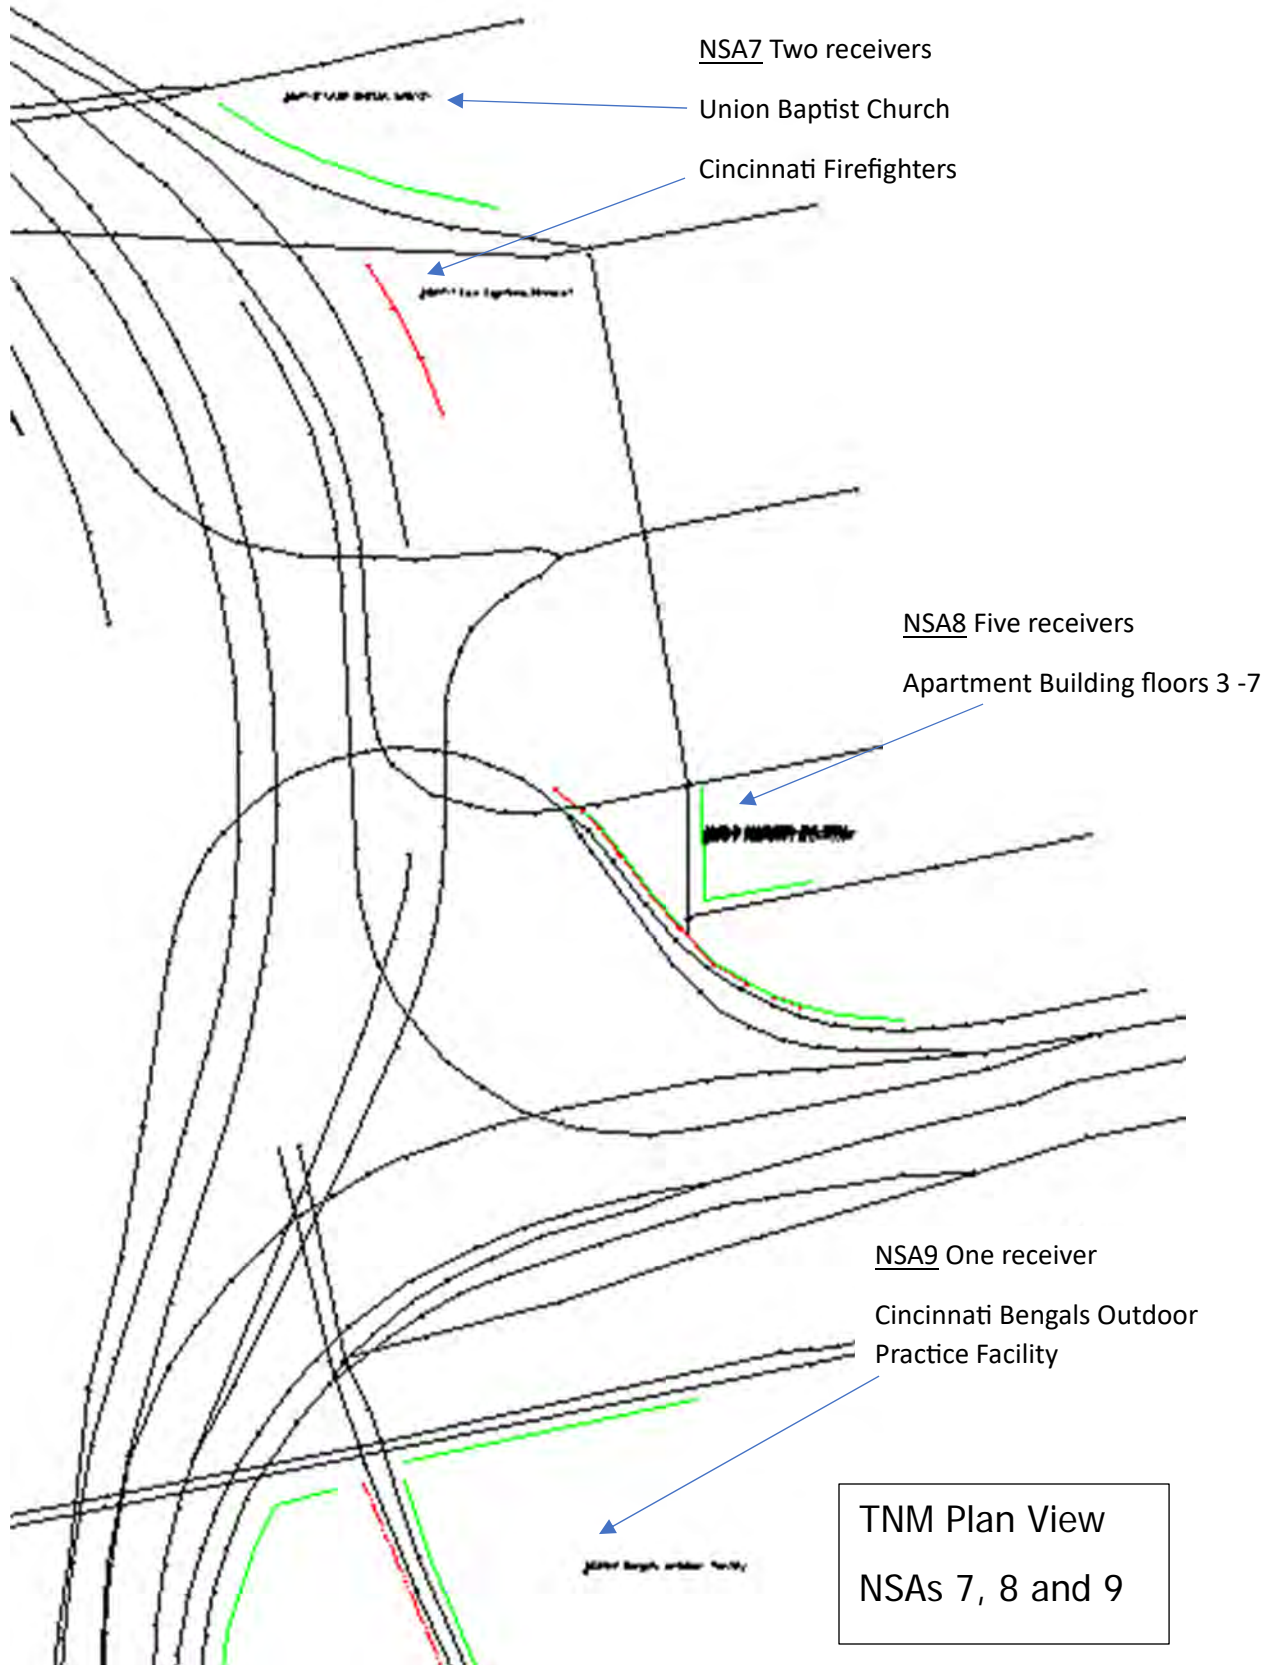 NSA7 Two receivers
Union Baptist Church
Cincinnati Firefighters
NSA8 Five receivers
Apartment Building floors 3 -7
NSA9 One receiver
Cincinnati Bengals Outdoor
Practice Facility
TNM Plan View
NSAs 7, 8 and 9